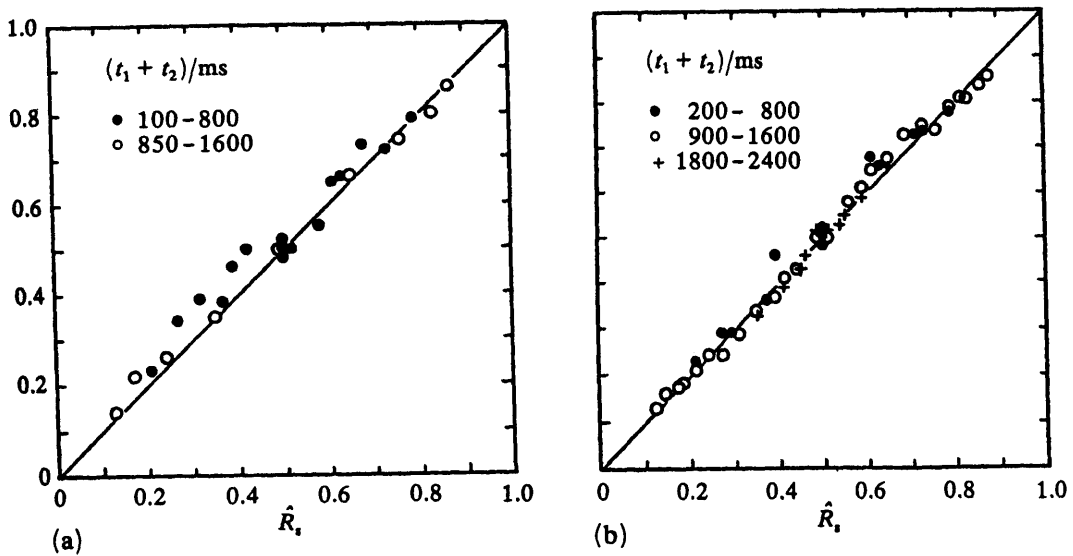 1.0
0.8
0.6
0.4
0.2
0
(t₁ + t₂)/ms
● 100–800
○ 850–1600
0 0.2 0.4 0.6 0.8 1.0
R̂ₛ
(a)
(t₁ + t₂)/ms
● 200– 800
○ 900–1600
+ 1800–2400
0 0.2 0.4 0.6 0.8 1.0
R̂ₛ
(b)